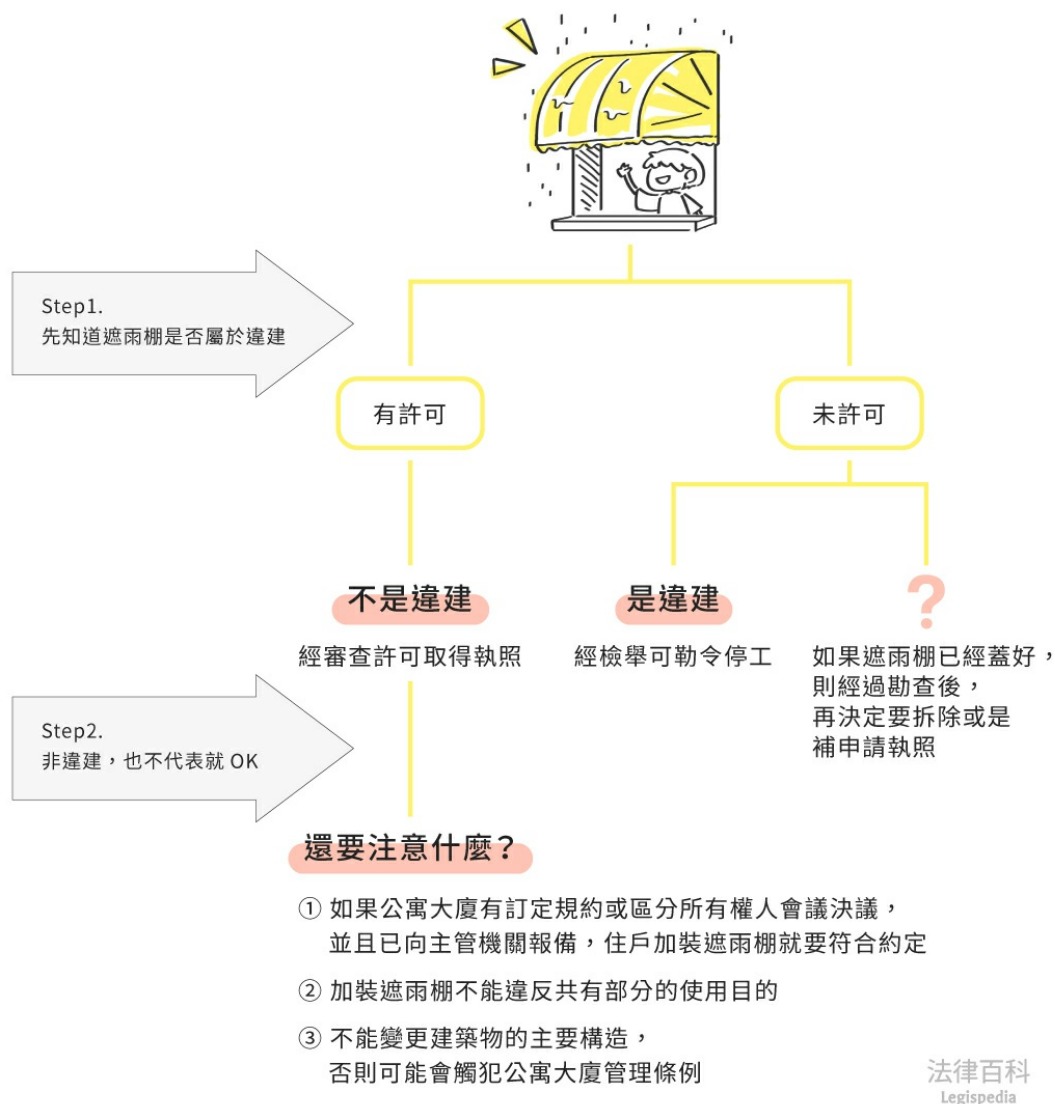 Step1.
先知道遮雨棚是否屬於違建
有許可
未許可
不是違建
是違建
?
經審查許可取得執照
經檢舉可勒令停工
如果遮雨棚已經蓋好，
則經過勘查後，
再決定要拆除或是
補申請執照
Step2.
非違建，也不代表就 OK
還要注意什麼？
① 如果公寓大廈有訂定規約或區分所有權人會議決議，
並且已向主管機關報備，住戶加裝遮雨棚就要符合約定
② 加裝遮雨棚不能違反共有部分的使用目的
③ 不能變更建築物的主要構造，
否則可能會觸犯公寓大廈管理條例
法律百科
Legispedia